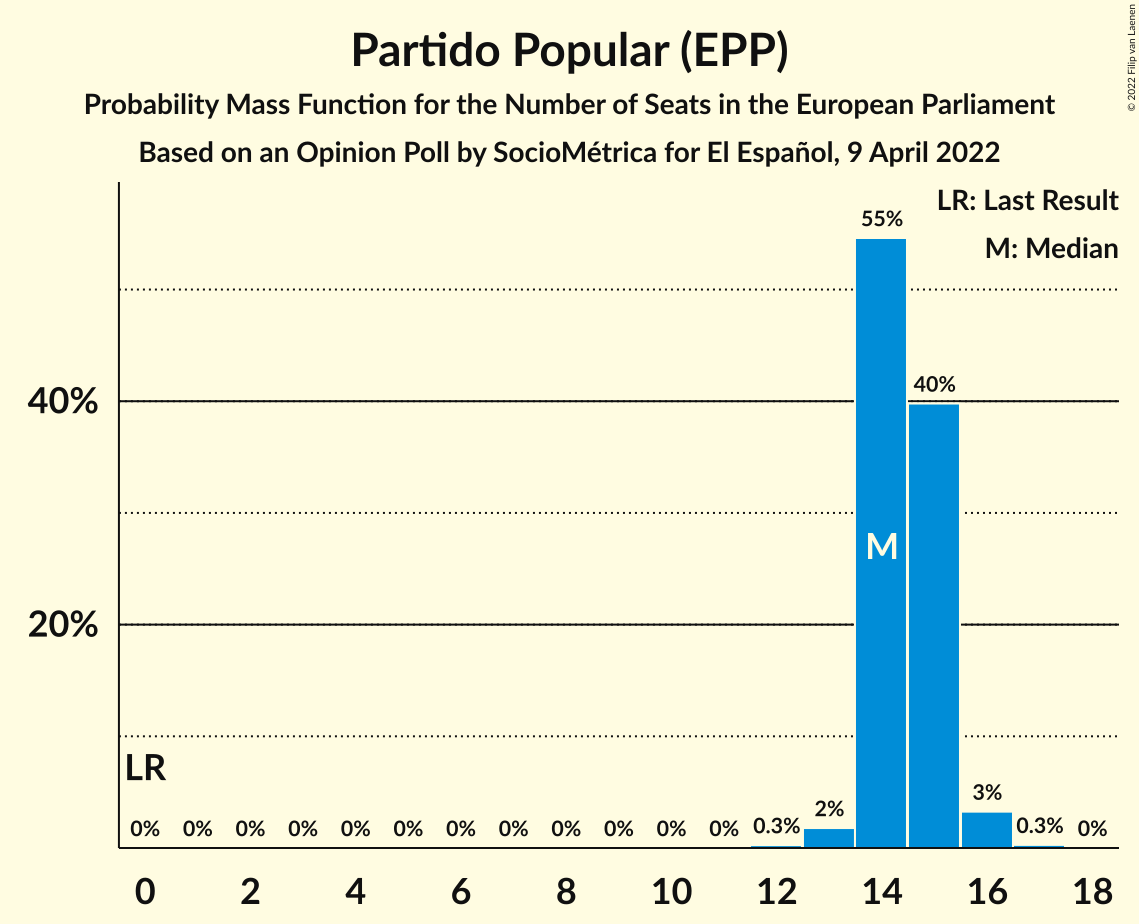 Partido Popular (EPP)
Probability Mass Function for the Number of Seats in the European Parliament
Based on an Opinion Poll by SocioMétrica for El Español, 9 April 2022
© 2022 Filip van Laenen
LR: Last Result
M: Median
55%
40%
40%
M
20%
LR
0% 0% 0% 0% 0% 0% 0% 0% 0% 0% 0% 0% 0.3% 2% 3% 0.3% 0%
0 2 4 6 8 10 12 14 16 18